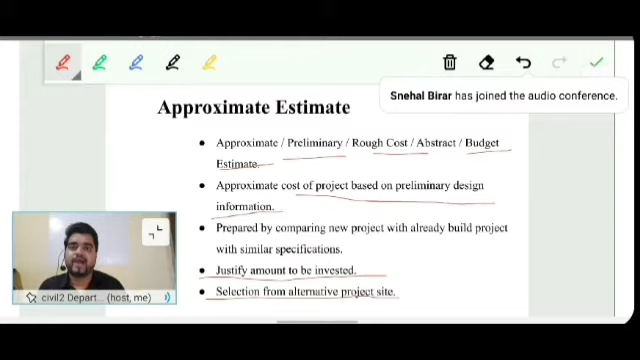 Snehal Birar has joined the audio conference.
Approximate Estimate
Approximate / Preliminary / Rough Cost / Abstract / Budget
Estimate.
Approximate cost of project based on preliminary design
information.
Prepared by comparing new project with already build project
with similar specifications.
Justify amount to be invested.
Selection from alternative project site.
civil2 Depart... (host, me)